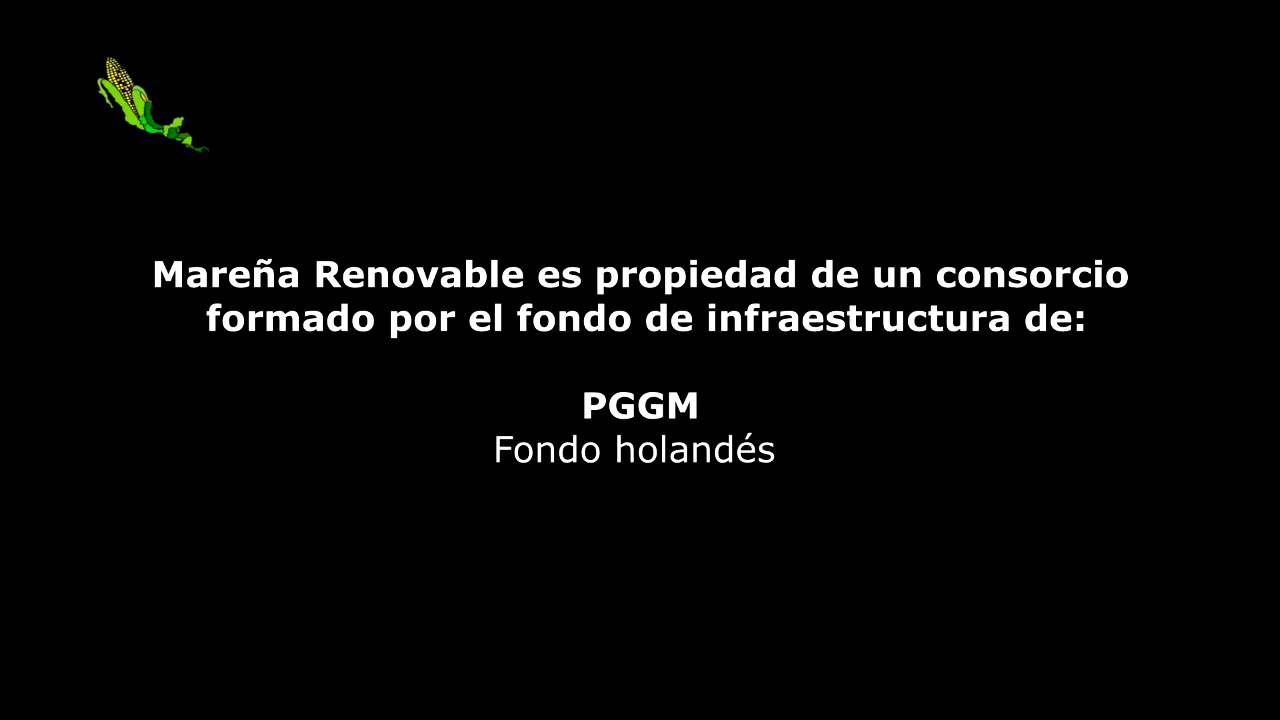 Mareña Renovable es propiedad de un consorcio
formado por el fondo de infraestructura de:
PGGM
Fondo holandés